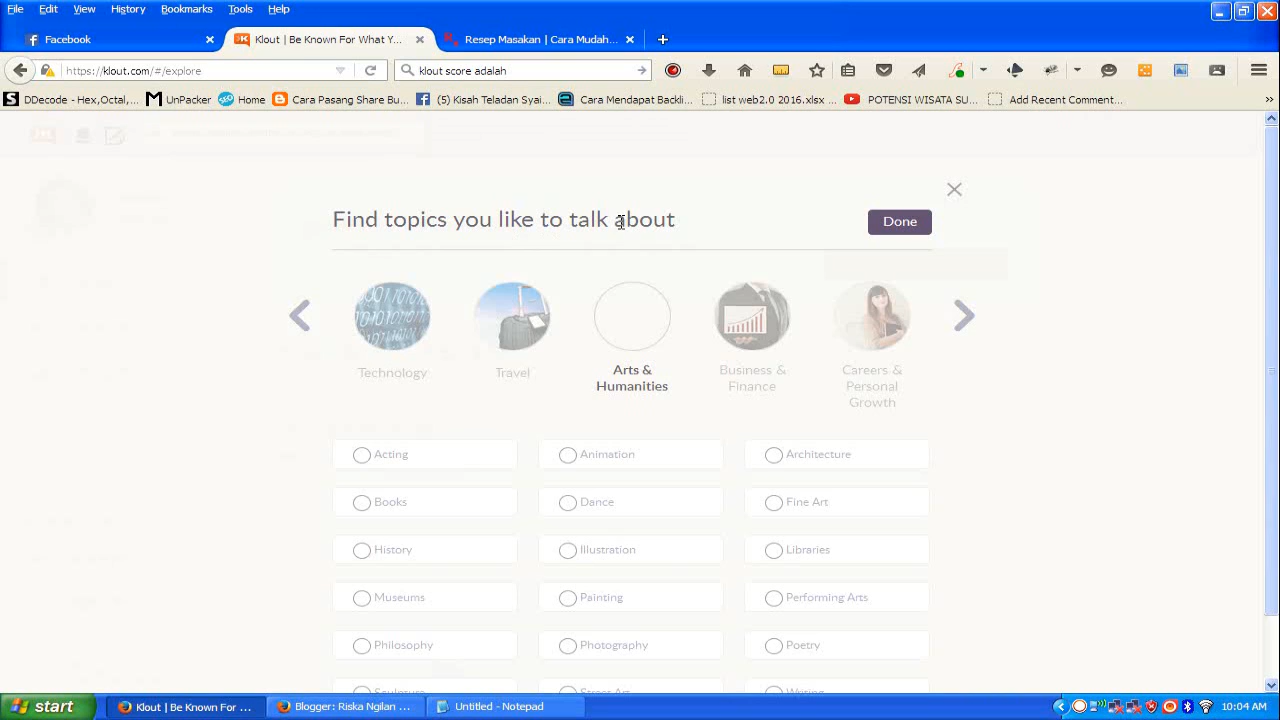 File Edit View History Bookmarks Tools Help
Facebook
Klout | Be Known For What Y...
Resep Masakan | Cara Mudah...
https://klout.com/#/explore
klout score adalah
DDecode - Hex,Octal,...
UnPacker
Home
Cara Pasang Share Bu...
(5) Kisah Teladan Syai...
Cara Mendapat Backli...
list web2.0 2016.xlsx ...
POTENSI WISATA SU...
Add Recent Comment...
Find topics you like to talk about
Done
Technology
Travel
Arts &
Humanities
Business &
Finance
Careers &
Personal
Growth
Acting Animation Architecture
Books Dance Fine Art
History Illustration Libraries
Museums Painting Performing Arts
Philosophy Photography Poetry
Sculpture Street Art Writing
start
Klout | Be Known For ...
Blogger: Riska Ngilan ...
Untitled - Notepad
10:04 AM